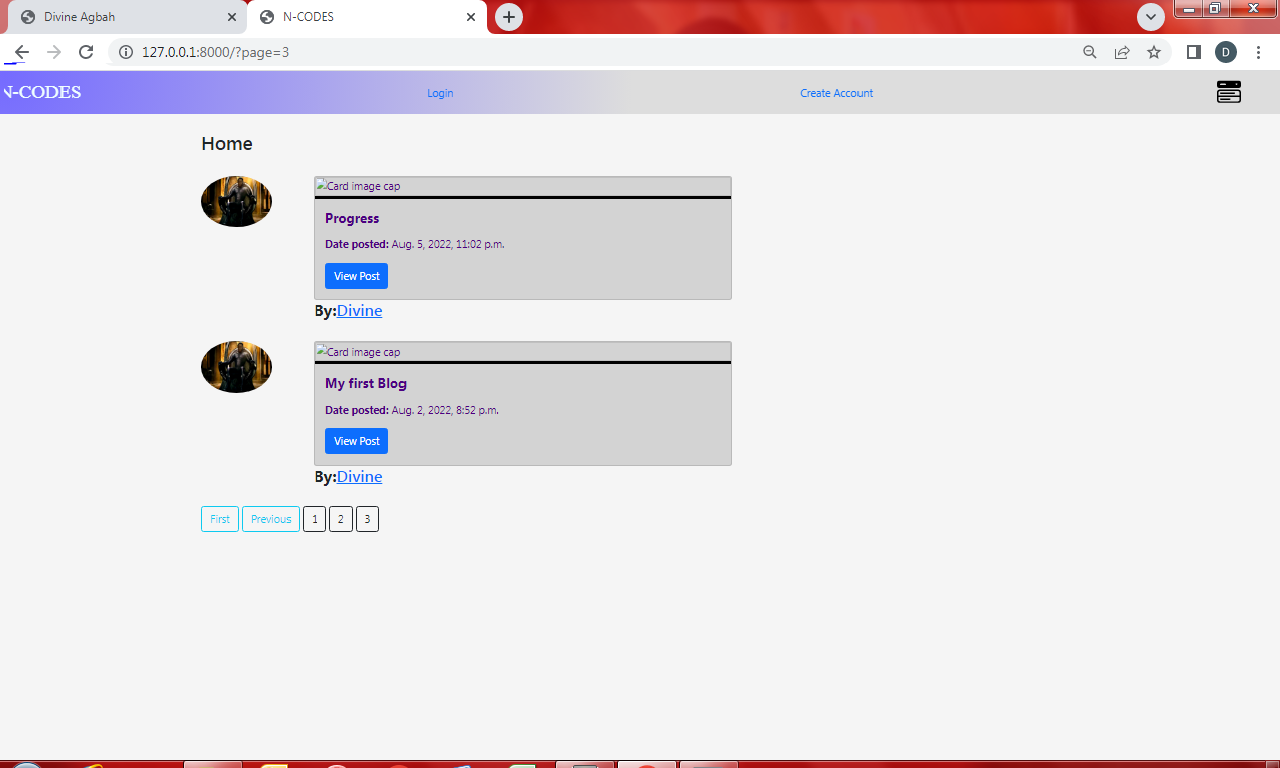 Divine Agbah
N-CODES
127.0.0.1:8000/?page=3
D
N-CODES
Login
Create Account
Home
Card image cap
Progress
Date posted: Aug. 5, 2022, 11:02 p.m.
View Post
By:Divine
Card image cap
My first Blog
Date posted: Aug. 2, 2022, 8:52 p.m.
View Post
By:Divine
First Previous 1 2 3